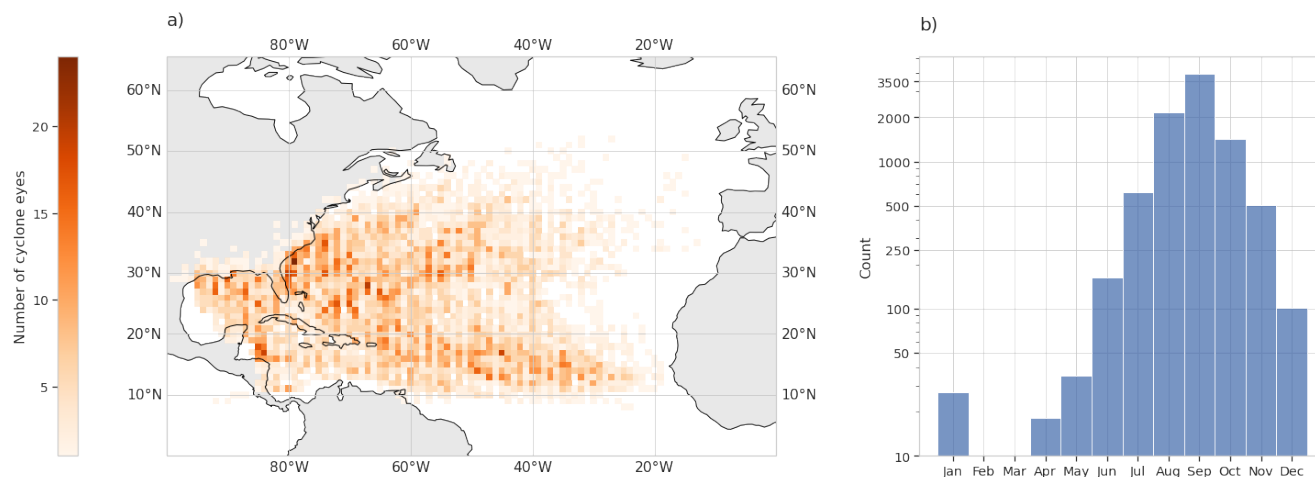 a)
80°W 60°W 40°W 20°W
60°N 60°N
50°N 50°N
40°N 40°N
30°N 30°N
20°N 20°N
10°N 10°N
80°W 60°W 40°W 20°W
Number of cyclone eyes
20
15
10
5
b)
Count
3500
2000
1000
500
250
100
50
10
Jan Feb Mar Apr May Jun Jul Aug Sep Oct Nov Dec